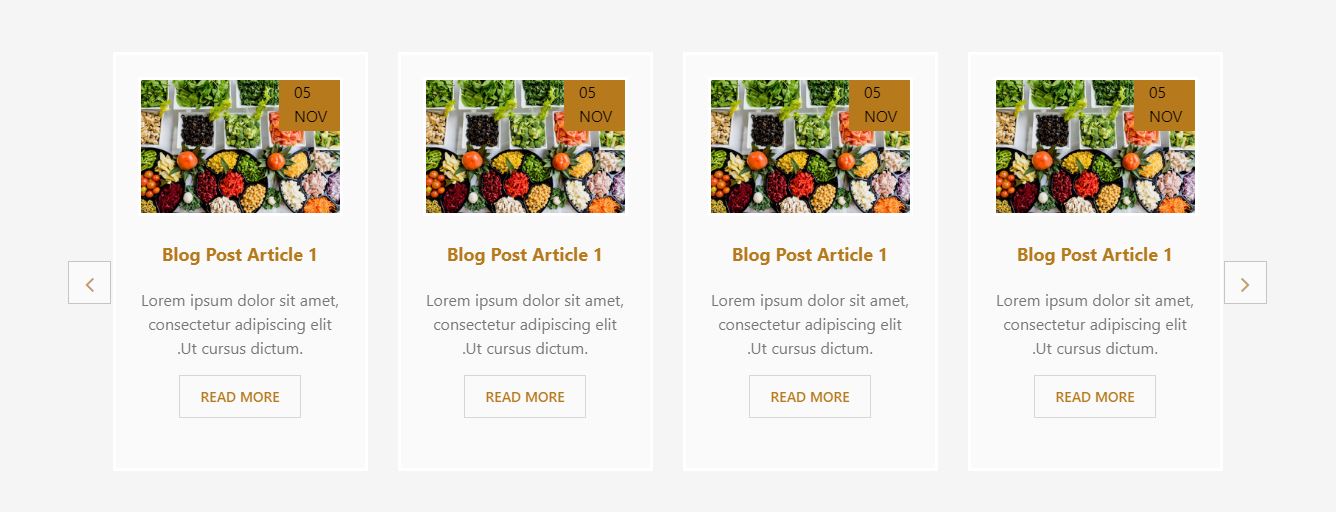 05
NOV
Blog Post Article 1
Lorem ipsum dolor sit amet,
consectetur adipiscing elit
.Ut cursus dictum.
READ MORE
05
NOV
Blog Post Article 1
Lorem ipsum dolor sit amet,
consectetur adipiscing elit
.Ut cursus dictum.
READ MORE
05
NOV
Blog Post Article 1
Lorem ipsum dolor sit amet,
consectetur adipiscing elit
.Ut cursus dictum.
READ MORE
05
NOV
Blog Post Article 1
Lorem ipsum dolor sit amet,
consectetur adipiscing elit
.Ut cursus dictum.
READ MORE